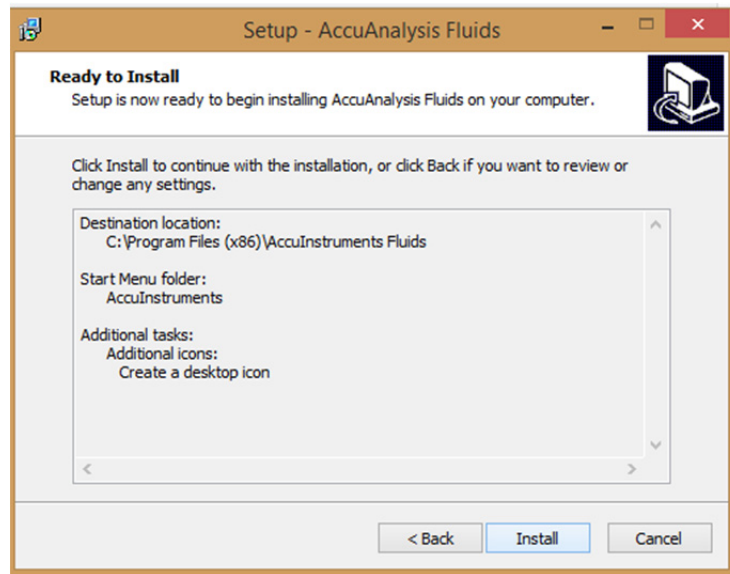 Setup - AccuAnalysis Fluids
Ready to Install
Setup is now ready to begin installing AccuAnalysis Fluids on your computer.
Click Install to continue with the installation, or click Back if you want to review or
change any settings.
Destination location:
C:\Program Files (x86)\AccuInstruments Fluids
Start Menu folder:
AccuInstruments
Additional tasks:
Additional icons:
Create a desktop icon
< Back Install Cancel